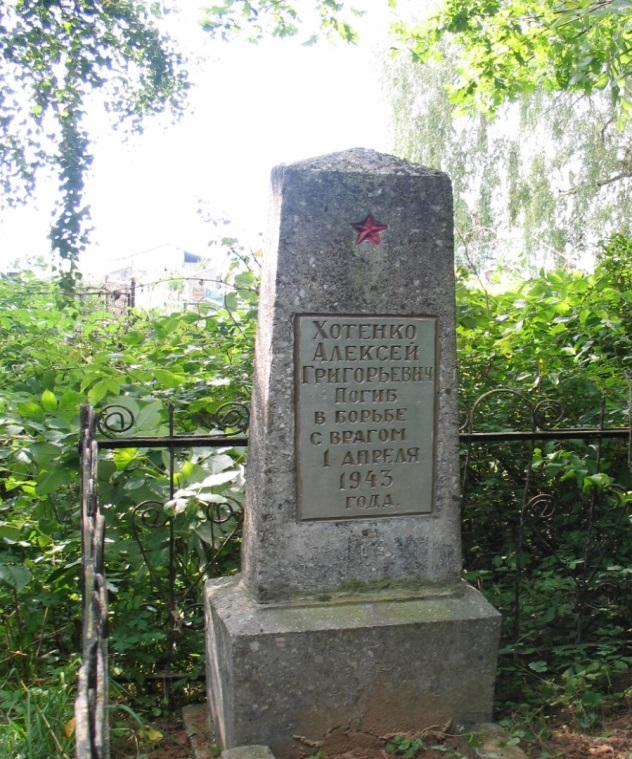 Хотенко
Алексей
Григорьевич
Погиб
в борьбе
с врагом
1 апреля
1943
года.